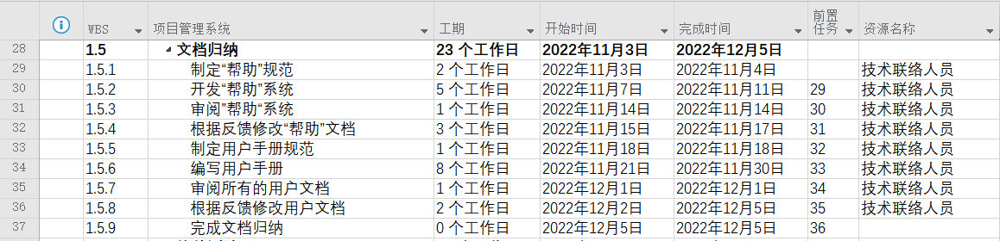 WBS 项目管理系统 工期 开始时间 完成时间 前置任务 资源名称
28 1.5 文档归纳 23 个工作日 2022年11月3日 2022年12月5日
29 1.5.1 制定“帮助”规范 2 个工作日 2022年11月3日 2022年11月4日 技术联络人员
30 1.5.2 开发“帮助”系统 5 个工作日 2022年11月7日 2022年11月11日 29 技术联络人员
31 1.5.3 审阅”帮助“系统 1 个工作日 2022年11月14日 2022年11月14日 30 技术联络人员
32 1.5.4 根据反馈修改“帮助”文档 3 个工作日 2022年11月15日 2022年11月17日 31 技术联络人员
33 1.5.5 制定用户手册规范 1 个工作日 2022年11月18日 2022年11月18日 32 技术联络人员
34 1.5.6 编写用户手册 8 个工作日 2022年11月21日 2022年11月30日 33 技术联络人员
35 1.5.7 审阅所有的用户文档 1 个工作日 2022年12月1日 2022年12月1日 34 技术联络人员
36 1.5.8 根据反馈修改用户文档 2 个工作日 2022年12月2日 2022年12月5日 35 技术联络人员
37 1.5.9 完成文档归纳 0 个工作日 2022年12月5日 2022年12月5日 36